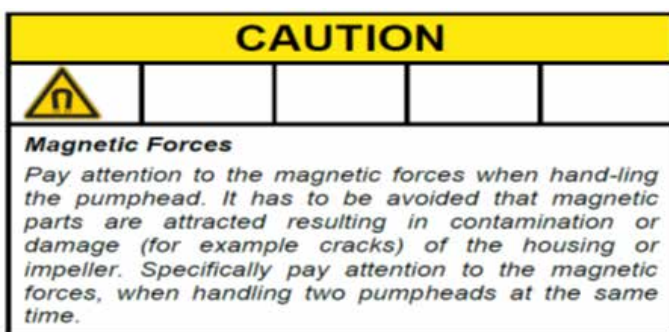 CAUTION
Magnetic Forces
Pay attention to the magnetic forces when hand-ling
the pumphead. It has to be avoided that magnetic
parts are attracted resulting in contamination or
damage (for example cracks) of the housing or
impeller. Specifically pay attention to the magnetic
forces, when handling two pumpheads at the same
time.